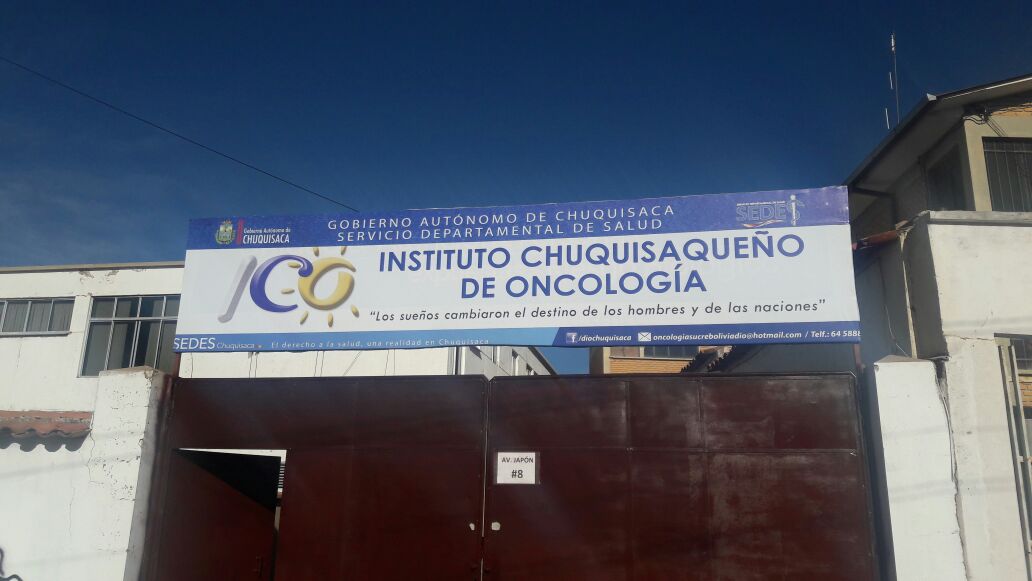 GOBIERNO AUTÓNOMO DE CHUQUISACA
SERVICIO DEPARTAMENTAL DE SALUD
Gobierno Autónomo de
CHUQUISACA
SEDES
ICO
INSTITUTO CHUQUISAQUEÑO
DE ONCOLOGÍA
“Los sueños cambiaron el destino de los hombres y de las naciones”
SEDES Chuquisaca El derecho a la salud, una realidad en Chuquisaca
/diochuquisaca oncologiasucreboliviadio@hotmail.com / Telf.: 64 5888
AV. JAPÓN
#8